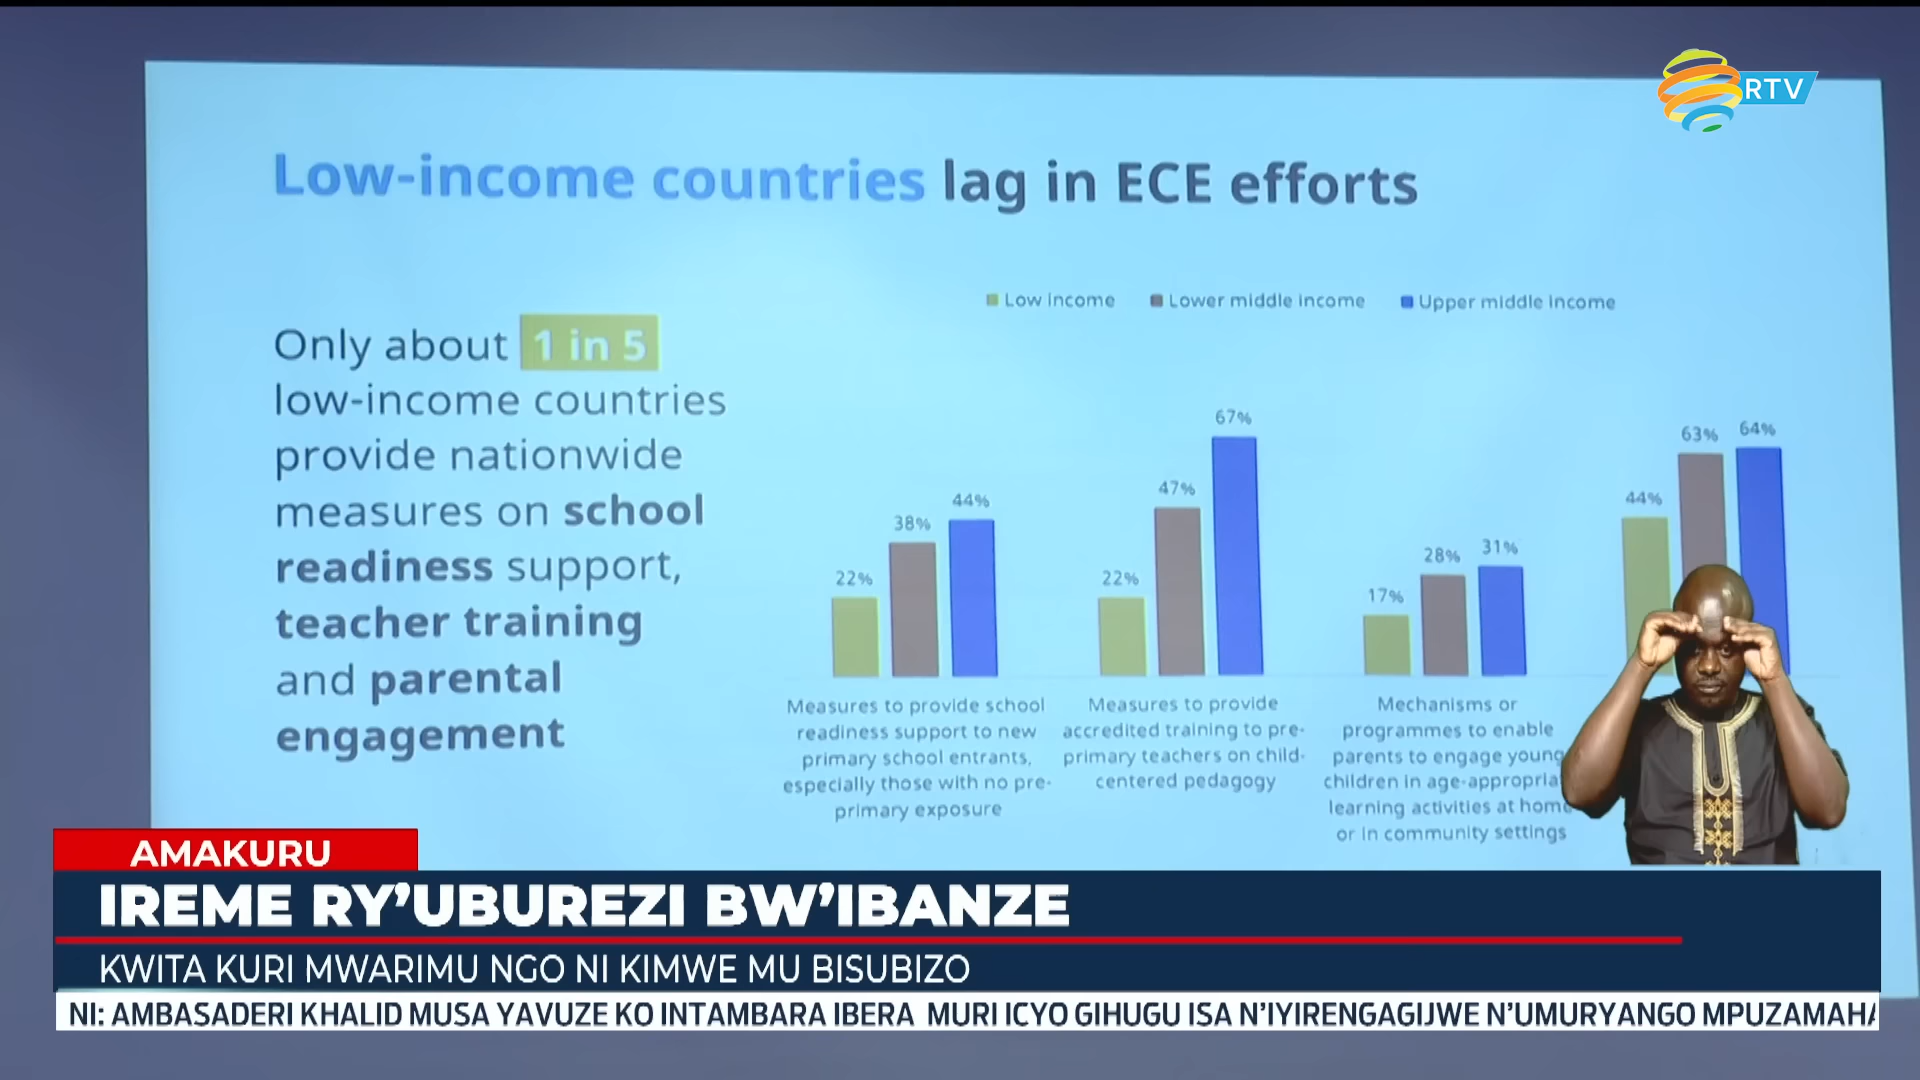 RTV
Low-income countries lag in ECE efforts
Only about 1 in 5
low-income countries
provide nationwide
measures on school
readiness support,
teacher training
and parental
engagement
Low income
Lower middle income
Upper middle income
22%
38%
44%
Measures to provide school
readiness support to new
primary school entrants,
especially those with no pre-
primary exposure
22%
47%
67%
Measures to provide
accredited training to pre-
primary teachers on child-
centered pedagogy
17%
28%
31%
Mechanisms or
programmes to enable
parents to engage young
children in
learning activities at
or in community settings
44%
63%
64%
AMAKURU
IREME RY’UBUREZI BW’IBANZE
KWITA KURI MWARIMU NGO NI KIMWE MU BISUBIZO
NI: AMBASADERI KHALID MUSA YAVUZE KO INTAMBARA IBERA MURI ICYO GIHUGU ISA N’IYIRENGAGIJWE N’UMURYANGO